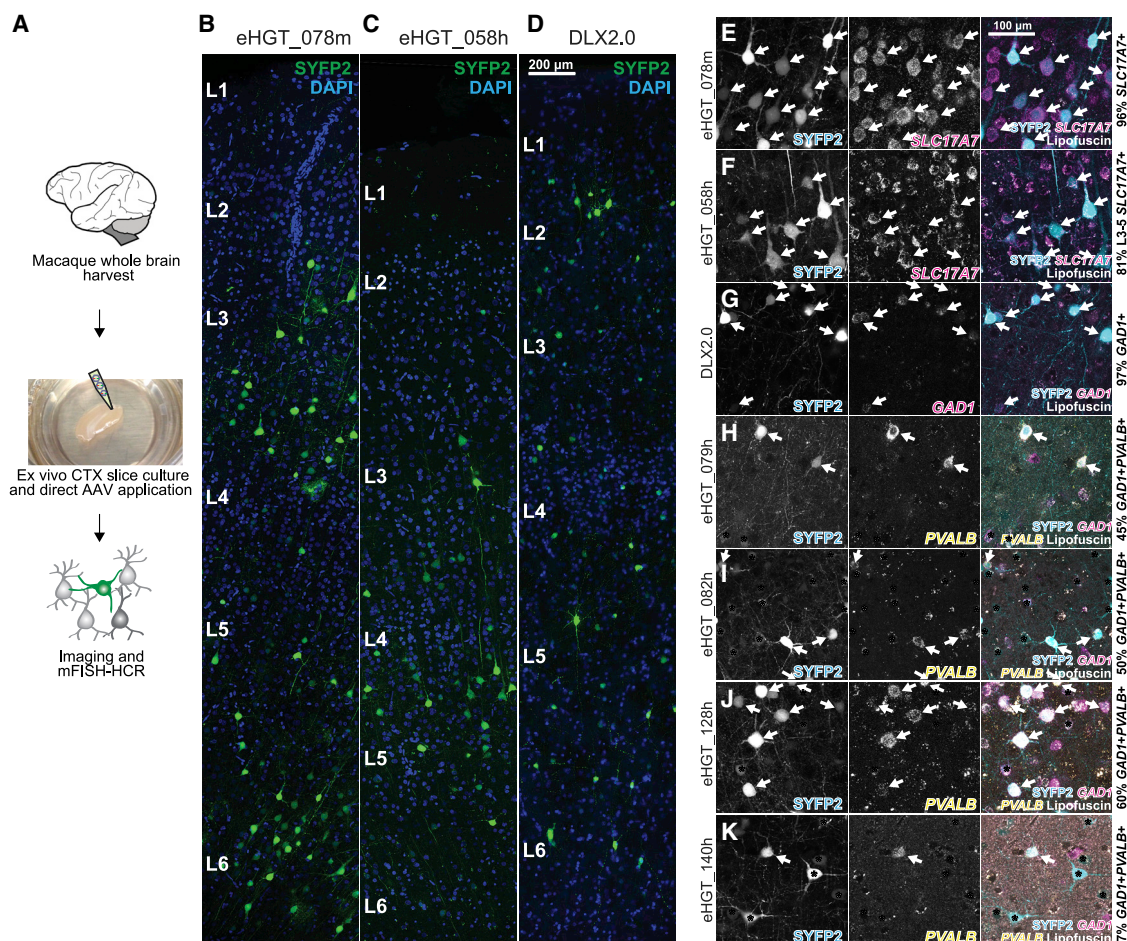 A
Macaque whole brain
harvest
Ex vivo CTX slice culture
and direct AAV application
Imaging and
mFISH-HCR
B
eHGT_078m
SYFP2
DAPI
L1
L2
L3
L4
L5
L6
C
eHGT_058h
SYFP2
DAPI
L1
L2
L3
L4
L5
L6
D
DLX2.0
200 µm
SYFP2
DAPI
L1
L2
L3
L4
L5
L6
E
eHGT_078m
SYFP2
SLC17A7
100 µm
SYFP2 SLC17A7
Lipofuscin
96% SLC17A7+
F
eHGT_058h
SYFP2
SLC17A7
SYFP2 SLC17A7
Lipofuscin
81% L3-5 SLC17A7+
G
DLX2.0
SYFP2
GAD1
SYFP2 GAD1
Lipofuscin
97% GAD1+
H
eHGT_079h
SYFP2
PVALB
SYFP2 GAD1
PVALB Lipofuscin
45% GAD1+PVALB+
I
eHGT_082h
SYFP2
PVALB
SYFP2 GAD1
PVALB Lipofuscin
50% GAD1+PVALB+
J
eHGT_128h
SYFP2
PVALB
SYFP2 GAD1
PVALB Lipofuscin
60% GAD1+PVALB+
K
eHGT_140h
SYFP2
PVALB
SYFP2 GAD1
PVALB Lipofuscin
7% GAD1+PVALB+